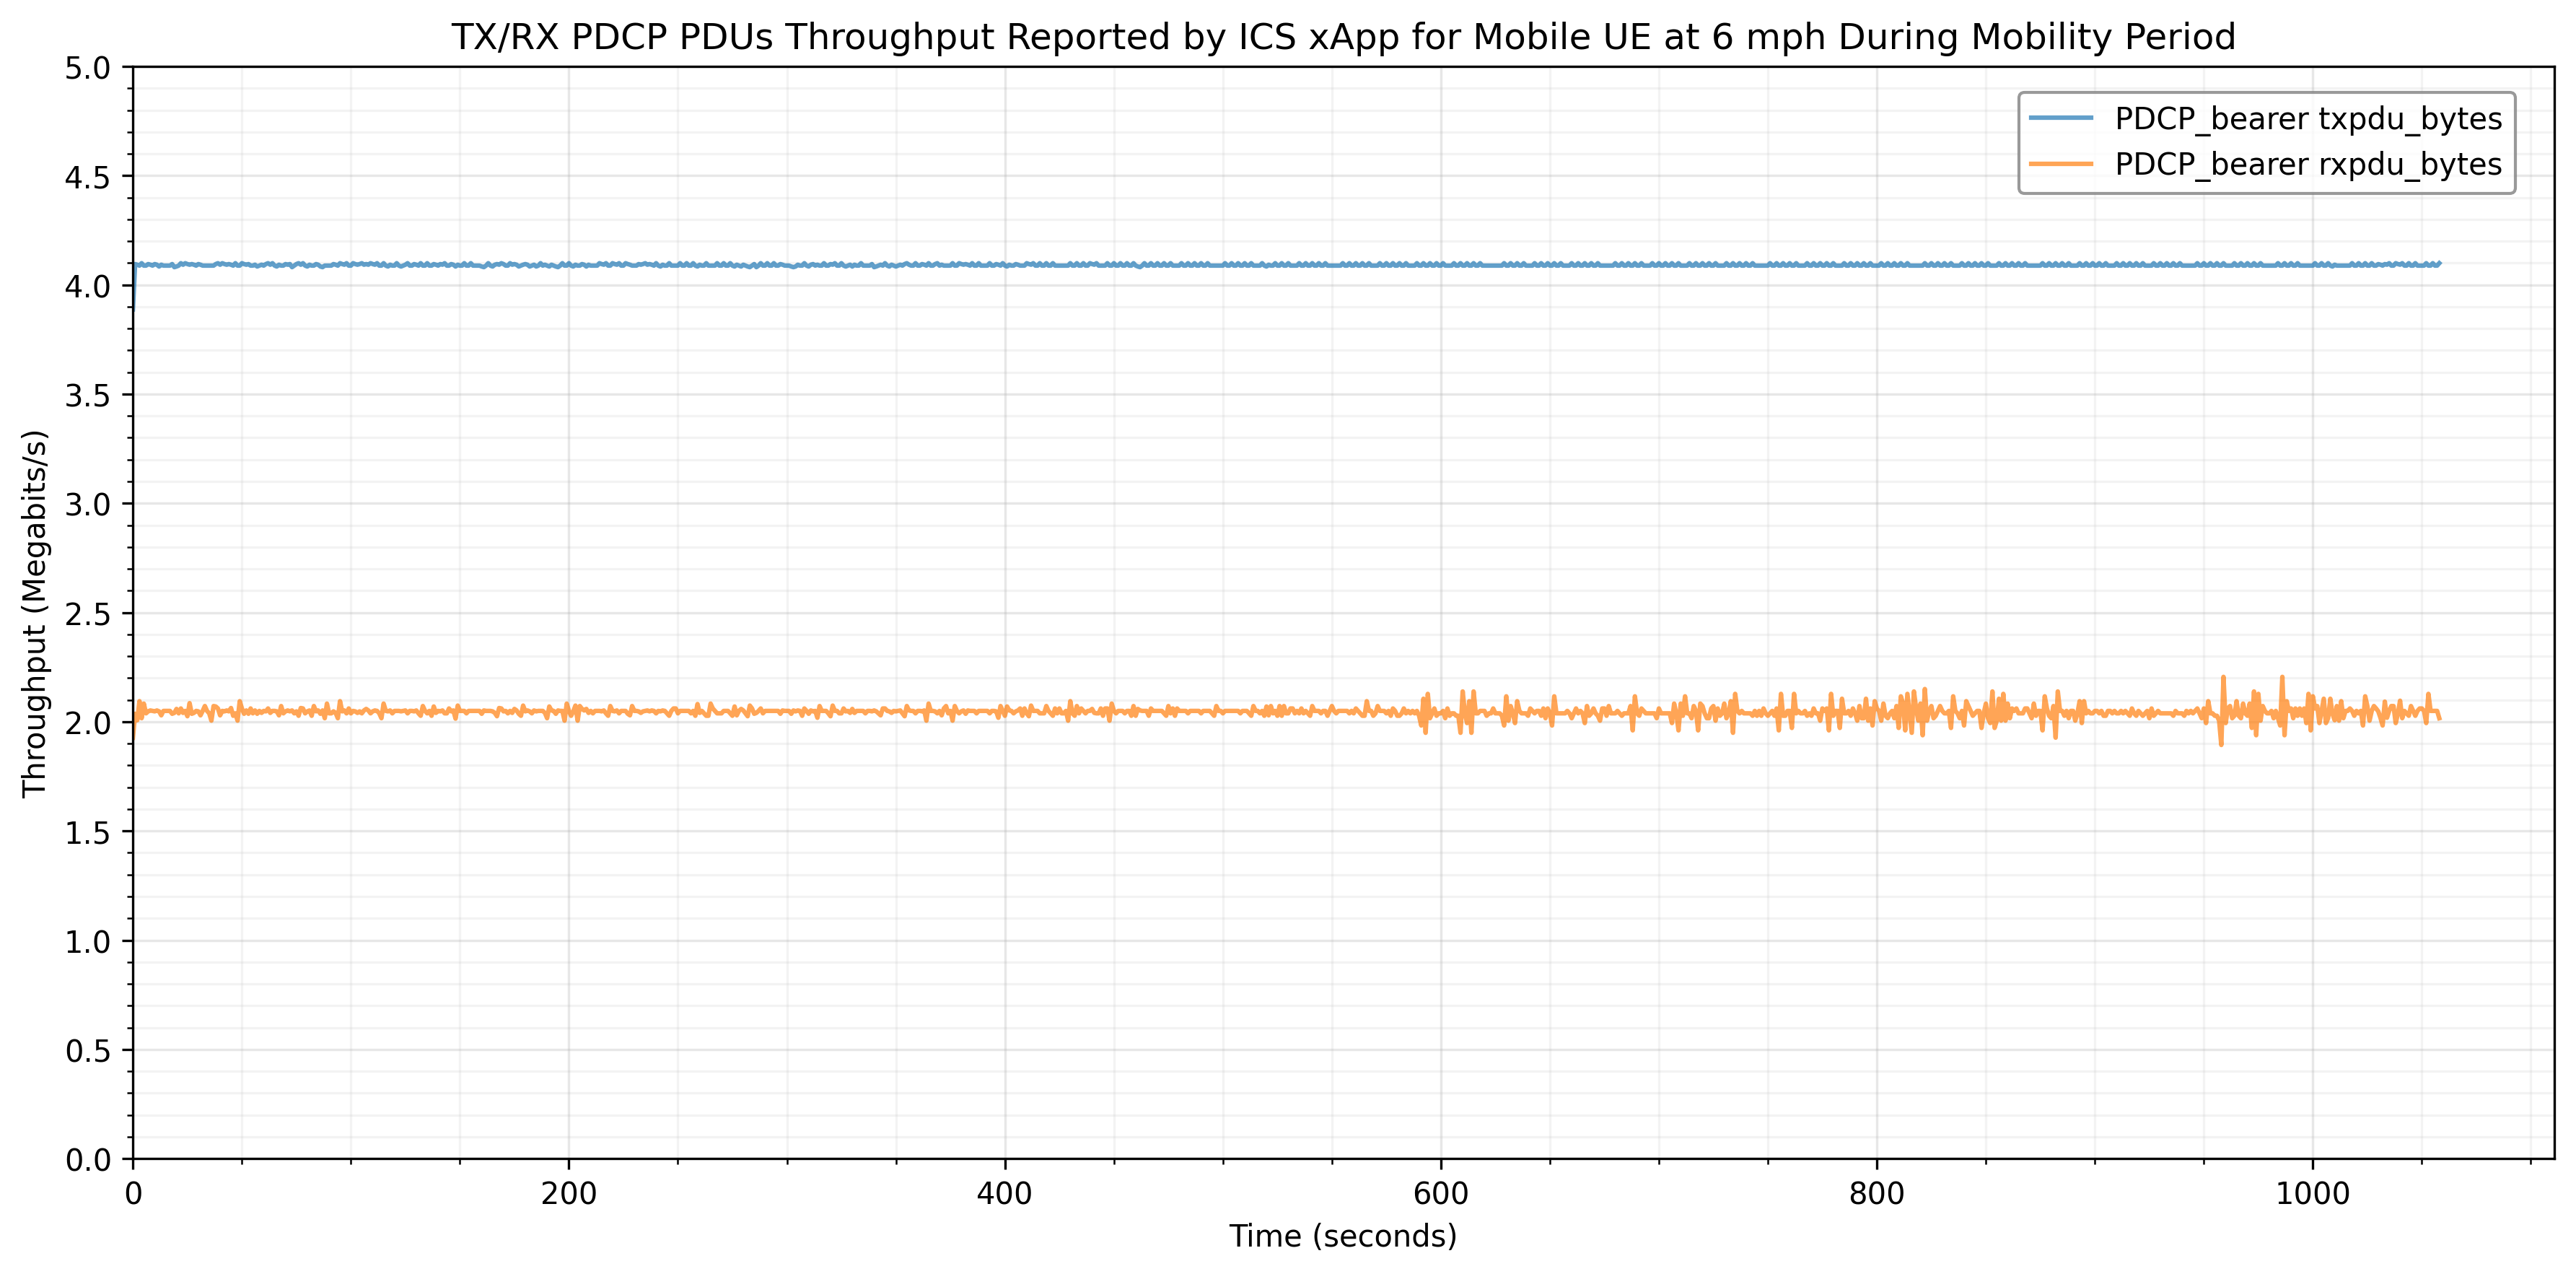 TX/RX PDCP PDUs Throughput Reported by ICS xApp for Mobile UE at 6 mph During Mobility Period
5.0
4.5
4.0
3.5
3.0
2.5
2.0
1.5
1.0
0.5
0.0
Throughput (Megabits/s)
PDCP_bearer txpdu_bytes
PDCP_bearer rxpdu_bytes
0 200 400 600 800 1000
Time (seconds)